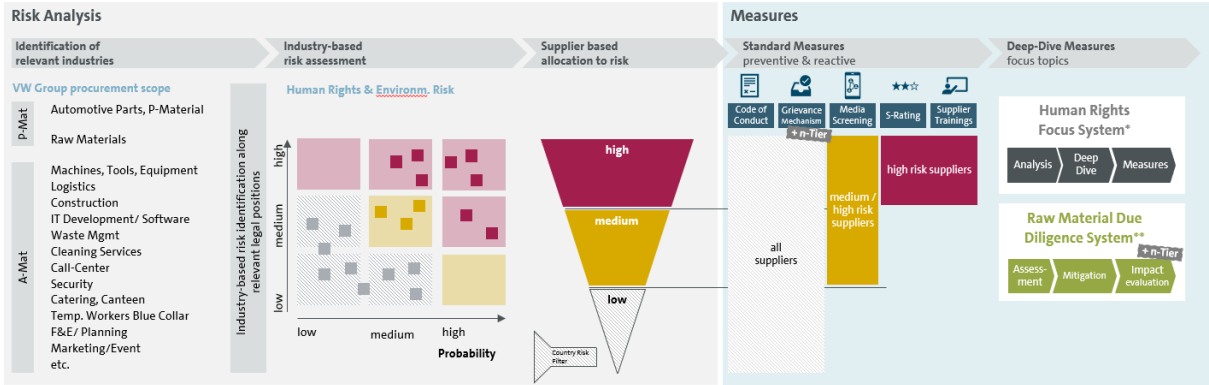 Risk Analysis
Measures
Identification of
relevant industries
Industry-based
risk assessment
Supplier based
allocation to risk
Standard Measures
preventive & reactive
Deep-Dive Measures
focus topics
VW Group procurement scope
P-Mat
Automotive Parts, P-Material
Raw Materials
A-Mat
Machines, Tools, Equipment
Logistics
Construction
IT Development/ Software
Waste Mgmt
Cleaning Services
Call-Center
Security
Catering, Canteen
Temp. Workers Blue Collar
F&E/ Planning
Marketing/Event
etc.
Industry-based risk identification along
relevant legal positions
Human Rights & Environm. Risk
high
medium
low
low
medium
high
Probability
high
medium
low
Country Risk
Filter
Code of
Conduct
Grievance
Mechanism
+ n-Tier
Media
Screening
S-Rating
Supplier
Trainings
all
suppliers
medium /
high risk
suppliers
high risk suppliers
Human Rights
Focus System*
Analysis
Deep
Dive
Measures
Raw Material Due
Diligence System**
+ n-Tier
Assess-
ment
Mitigation
Impact
evaluation